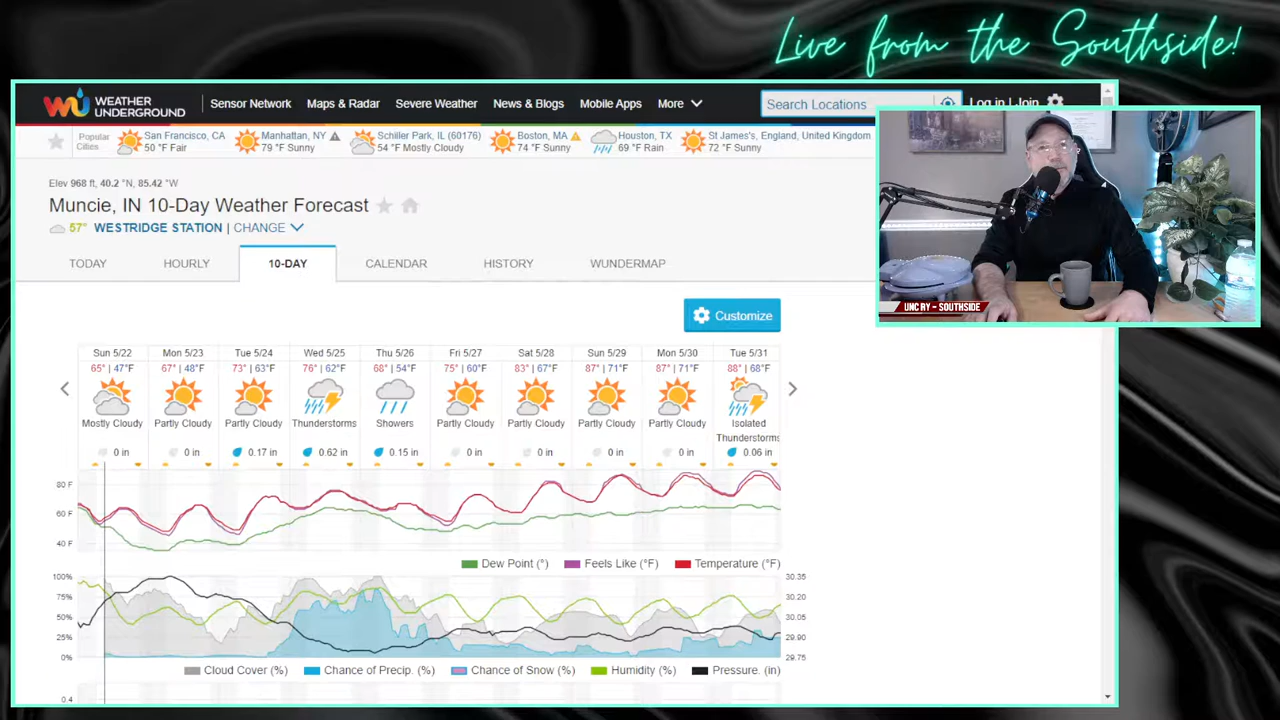 Live from the Southside!
WEATHER
UNDERGROUND
Sensor Network Maps & Radar Severe Weather News & Blogs Mobile Apps More
Search Locations
Log in | Join
Popular
Cities
San Francisco, CA
50 °F Fair
Manhattan, NY
79 °F Sunny
Schiller Park, IL (60176)
54 °F Mostly Cloudy
Boston, MA
74 °F Sunny
Houston, TX
69 °F Rain
St James's, England, United Kingdom
72 °F Sunny
Elev 968 ft, 40.2 °N, 85.42 °W
Muncie, IN 10-Day Weather Forecast
57° WESTRIDGE STATION | CHANGE
TODAY HOURLY 10-DAY CALENDAR HISTORY WUNDERMAP
UNC RY - SOUTHSIDE
Customize
Sun 5/22 Mon 5/23 Tue 5/24 Wed 5/25 Thu 5/26 Fri 5/27 Sat 5/28 Sun 5/29 Mon 5/30 Tue 5/31
65° | 47°F 67° | 48°F 73° | 63°F 76° | 62°F 68° | 54°F 75° | 60°F 83° | 67°F 87° | 71°F 87° | 71°F 88° | 68°F
Mostly Cloudy Partly Cloudy Partly Cloudy Thunderstorms Showers Partly Cloudy Partly Cloudy Partly Cloudy Partly Cloudy Isolated
Thunderstorms
0 in 0 in 0.17 in 0.62 in 0.15 in 0 in 0 in 0 in 0 in 0.06 in
80 F
60 F
40 F
Dew Point (°) Feels Like (°F) Temperature (°F)
100% 30.35
75% 30.20
50% 30.05
25% 29.90
0% 29.75
Cloud Cover (%) Chance of Precip. (%) Chance of Snow (%) Humidity (%) Pressure. (in)
0.4